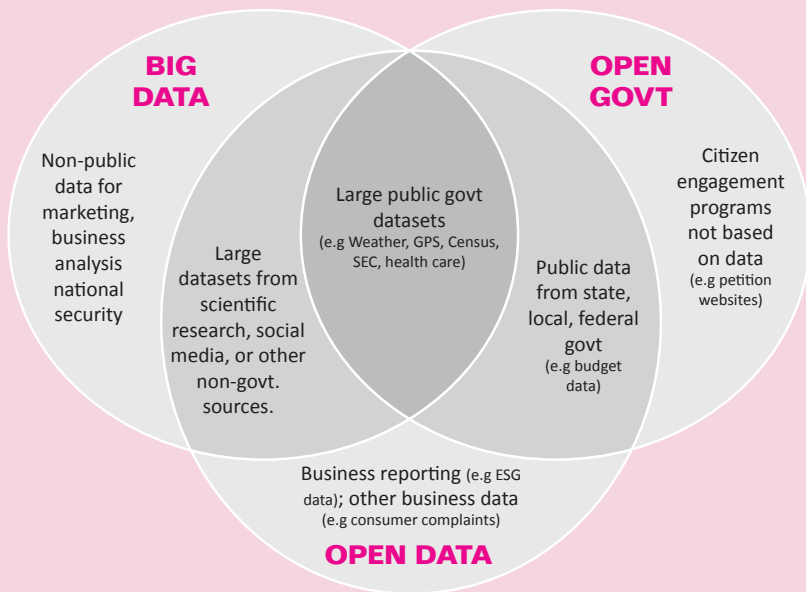 BIG
DATA
Non-public
data for
marketing,
business
analysis
national
security
Large
datasets from
scientific
research, social
media, or other
non-govt.
sources.
Large public govt
datasets
(e.g Weather, GPS, Census,
SEC, health care)
OPEN
GOVT
Public data
from state,
local, federal
govt
(e.g budget
data)
Citizen
engagement
programs
not based
on data
(e.g petition
websites)
Business reporting (e.g ESG
data); other business data
(e.g consumer complaints)
OPEN DATA